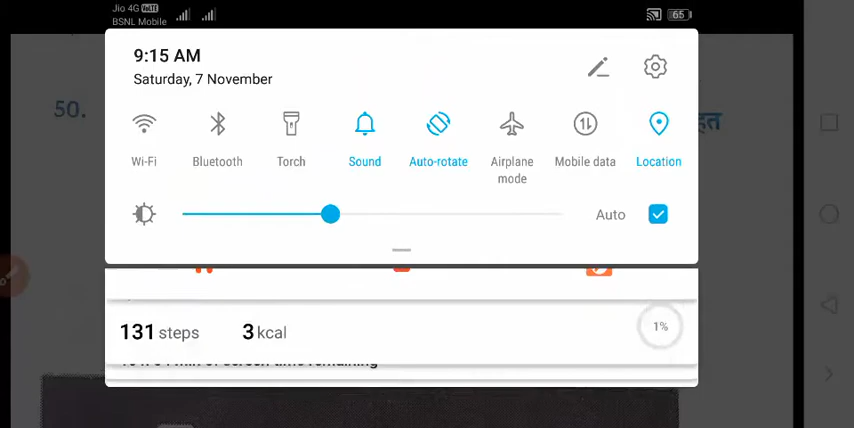 Jio 4G VoLTE
BSNL Mobile
65
9:15 AM
Saturday, 7 November
50.
Wi-Fi
Bluetooth
Torch
Sound
Auto-rotate
Airplane
mode
Mobile data
Location
Auto
131 steps
3 kcal
1%